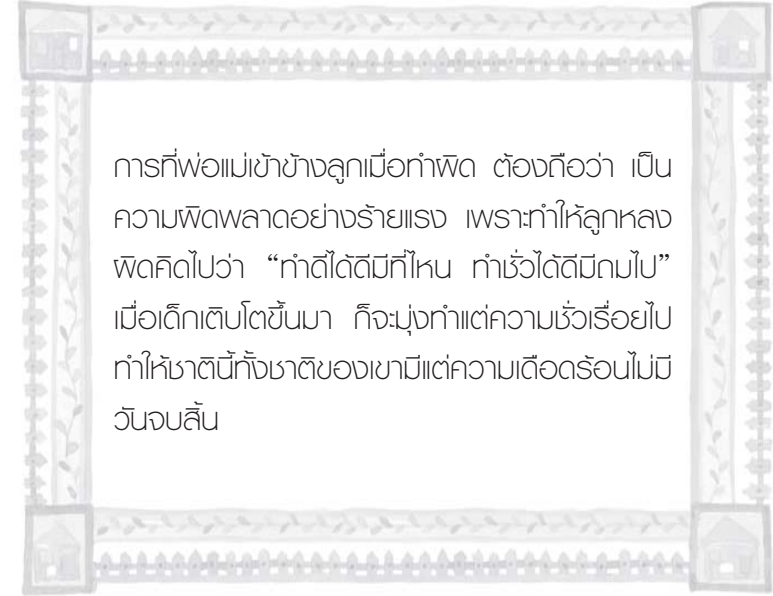 การที่พ่อแม่เข้าข้างลูกเมื่อทำผิด ต้องถือว่า เป็น
ความผิดพลาดอย่างร้ายแรง เพราะทำให้ลูกหลง
ผิดคิดไปว่า “ทำดีได้ดีมีที่ไหน ทำชั่วได้ดีมีถมไป”
เมื่อเด็กเติบโตขึ้นมา ก็จะมุ่งทำแต่ความชั่วเรื่อยไป
ทำให้ชาตินี้ทั้งชาติของเขามีแต่ความเดือดร้อนไม่มี
วันจบสิ้น